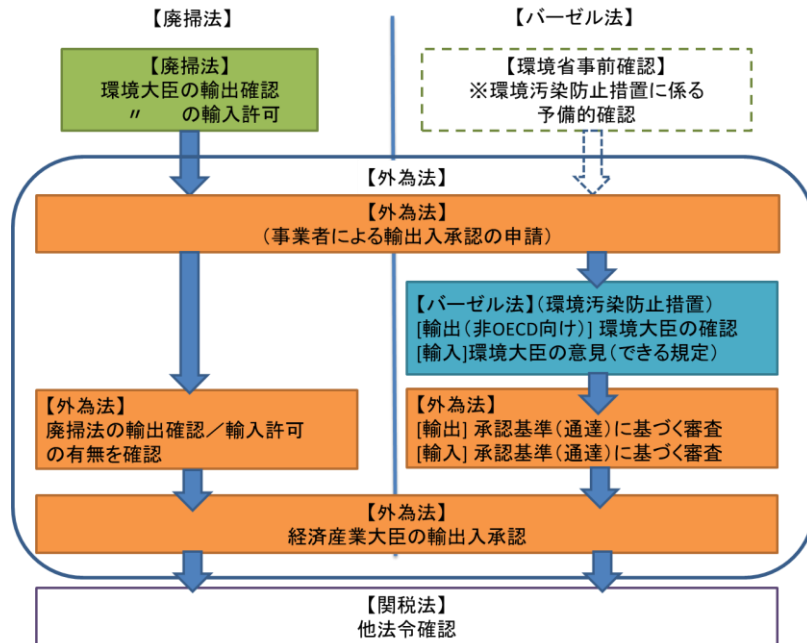 【廃掃法】
【バーゼル法】
【廃掃法】
環境大臣の輸出確認
〃 の輸入許可
【環境省事前確認】
※環境汚染防止措置に係る
予備的確認
【外為法】
【外為法】
(事業者による輸出入承認の申請)
【バーゼル法】(環境汚染防止措置)
[輸出(非OECD向け)] 環境大臣の確認
[輸入]環境大臣の意見(できる規定)
【外為法】
廃掃法の輸出確認/輸入許可
の有無を確認
【外為法】
[輸出] 承認基準(通達)に基づく審査
[輸入] 承認基準(通達)に基づく審査
【外為法】
経済産業大臣の輸出入承認
【関税法】
他法令確認